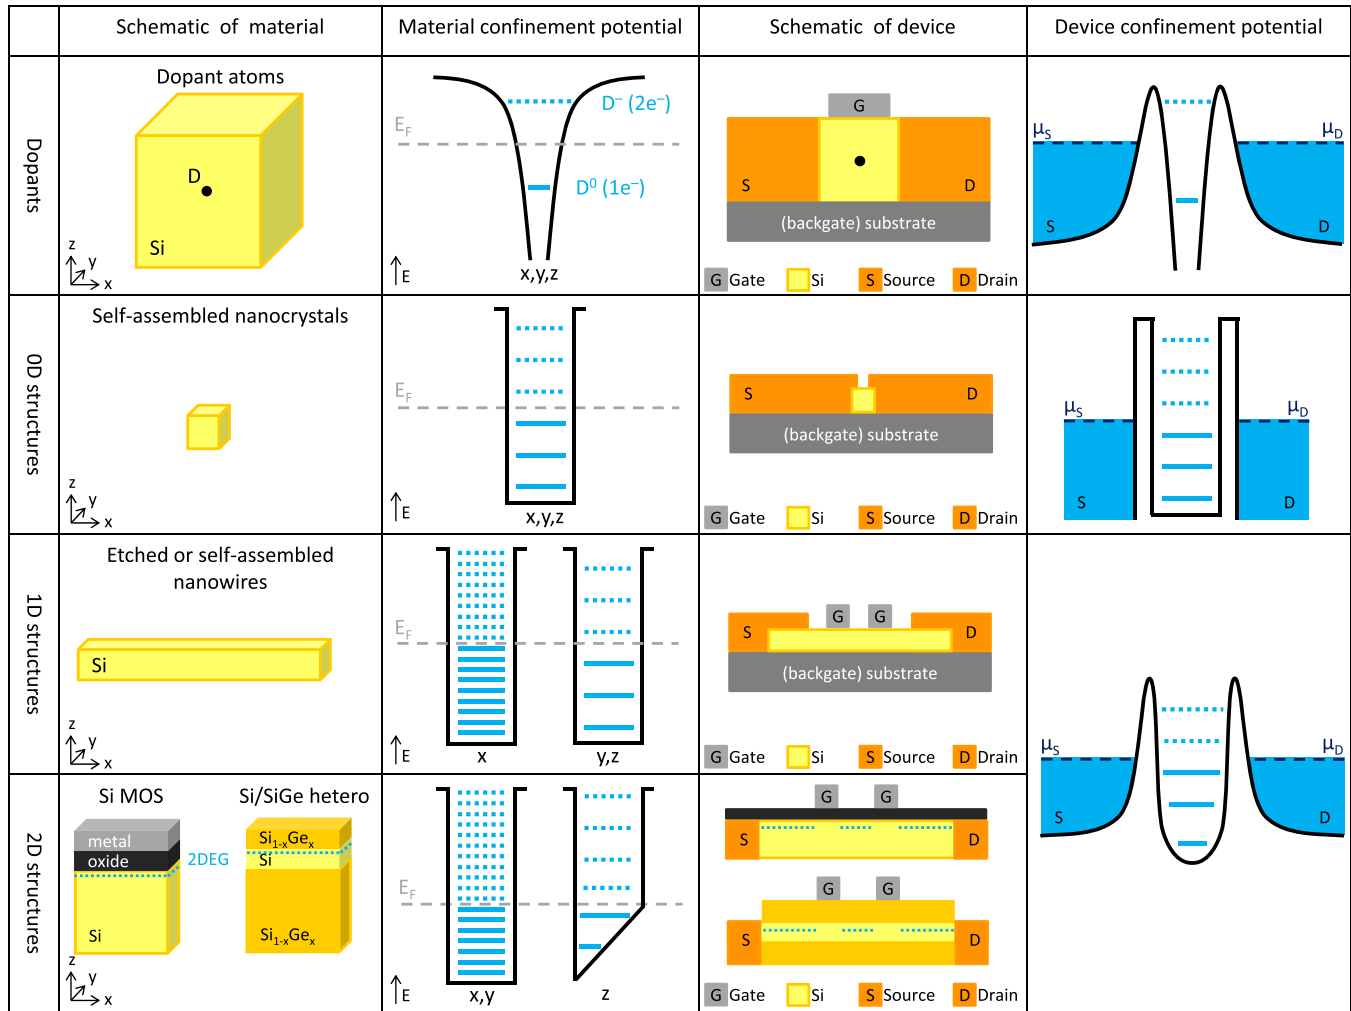 Schematic of material
Material confinement potential
Schematic of device
Device confinement potential
Dopants
Dopant atoms
D
Si
z
y
x
E_F
D⁻ (2e⁻)
D⁰ (1e⁻)
E
x,y,z
G
S
D
(backgate) substrate
G Gate
Si
S Source
D Drain
μ_S
μ_D
S
D
0D structures
Self-assembled nanocrystals
z
y
x
E_F
E
x,y,z
S
D
(backgate) substrate
G Gate
Si
S Source
D Drain
μ_S
μ_D
S
D
1D structures
Etched or self-assembled
nanowires
Si
z
y
x
E_F
E
x
y,z
G G
S
D
(backgate) substrate
G Gate
Si
S Source
D Drain
μ_S
μ_D
S
D
2D structures
Si MOS
metal
oxide
2DEG
Si
Si/SiGe hetero
Si₁₋ₓGeₓ
Si
Si₁₋ₓGeₓ
z
y
x
E_F
E
x,y
z
G G
S
D
G G
S
D
G Gate
Si
S Source
D Drain